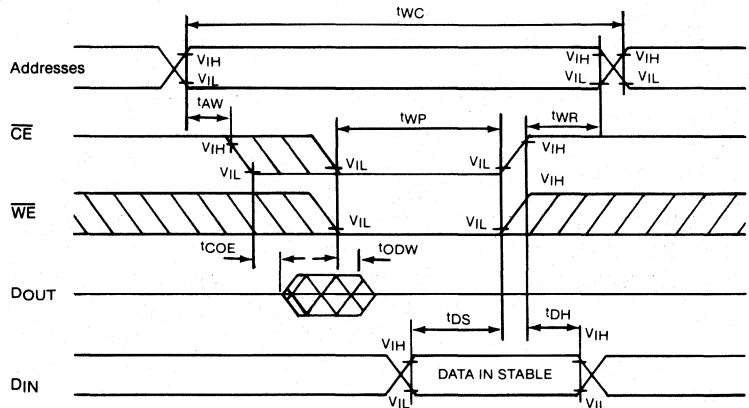 tWC
Addresses VIH VIH VIH
VIL VIL VIL
tAW tWP tWR
CE VIH VIH
VIL VIL VIL
WE VIH
VIL VIL
tCOE tODW
DOUT
tDS tDH
VIH VIH
DIN DATA IN STABLE
VIL VIL